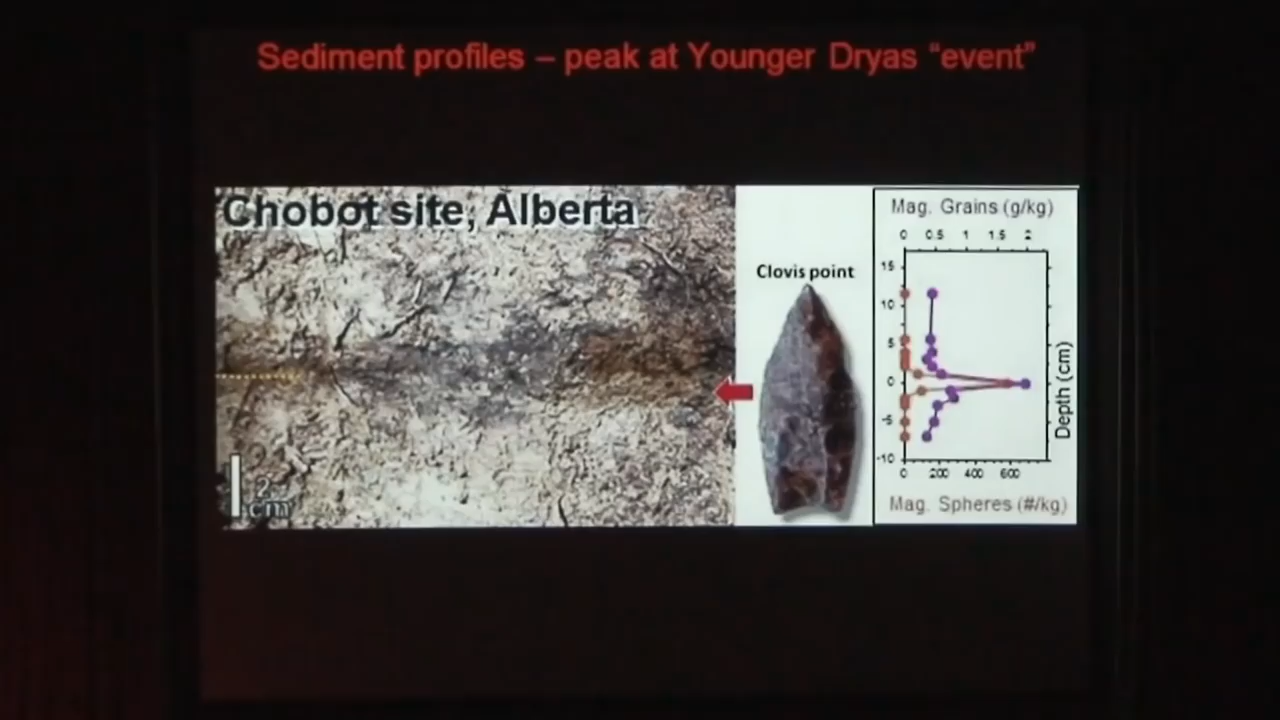 Sediment profiles – peak at Younger Dryas “event”
Chobot site, Alberta
2
cm
Clovis point
Mag. Grains (g/kg)
0 0.5 1 1.5 2
15
10
5
0
-5
-10
Depth (cm)
0 200 400 600
Mag. Spheres (#/kg)